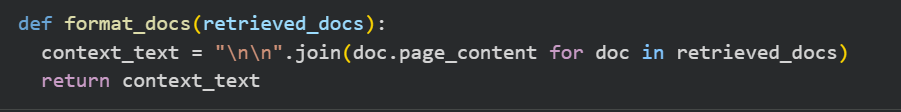 def format_docs(retrieved_docs):
  context_text = "\n\n".join(doc.page_content for doc in retrieved_docs)
  return context_text